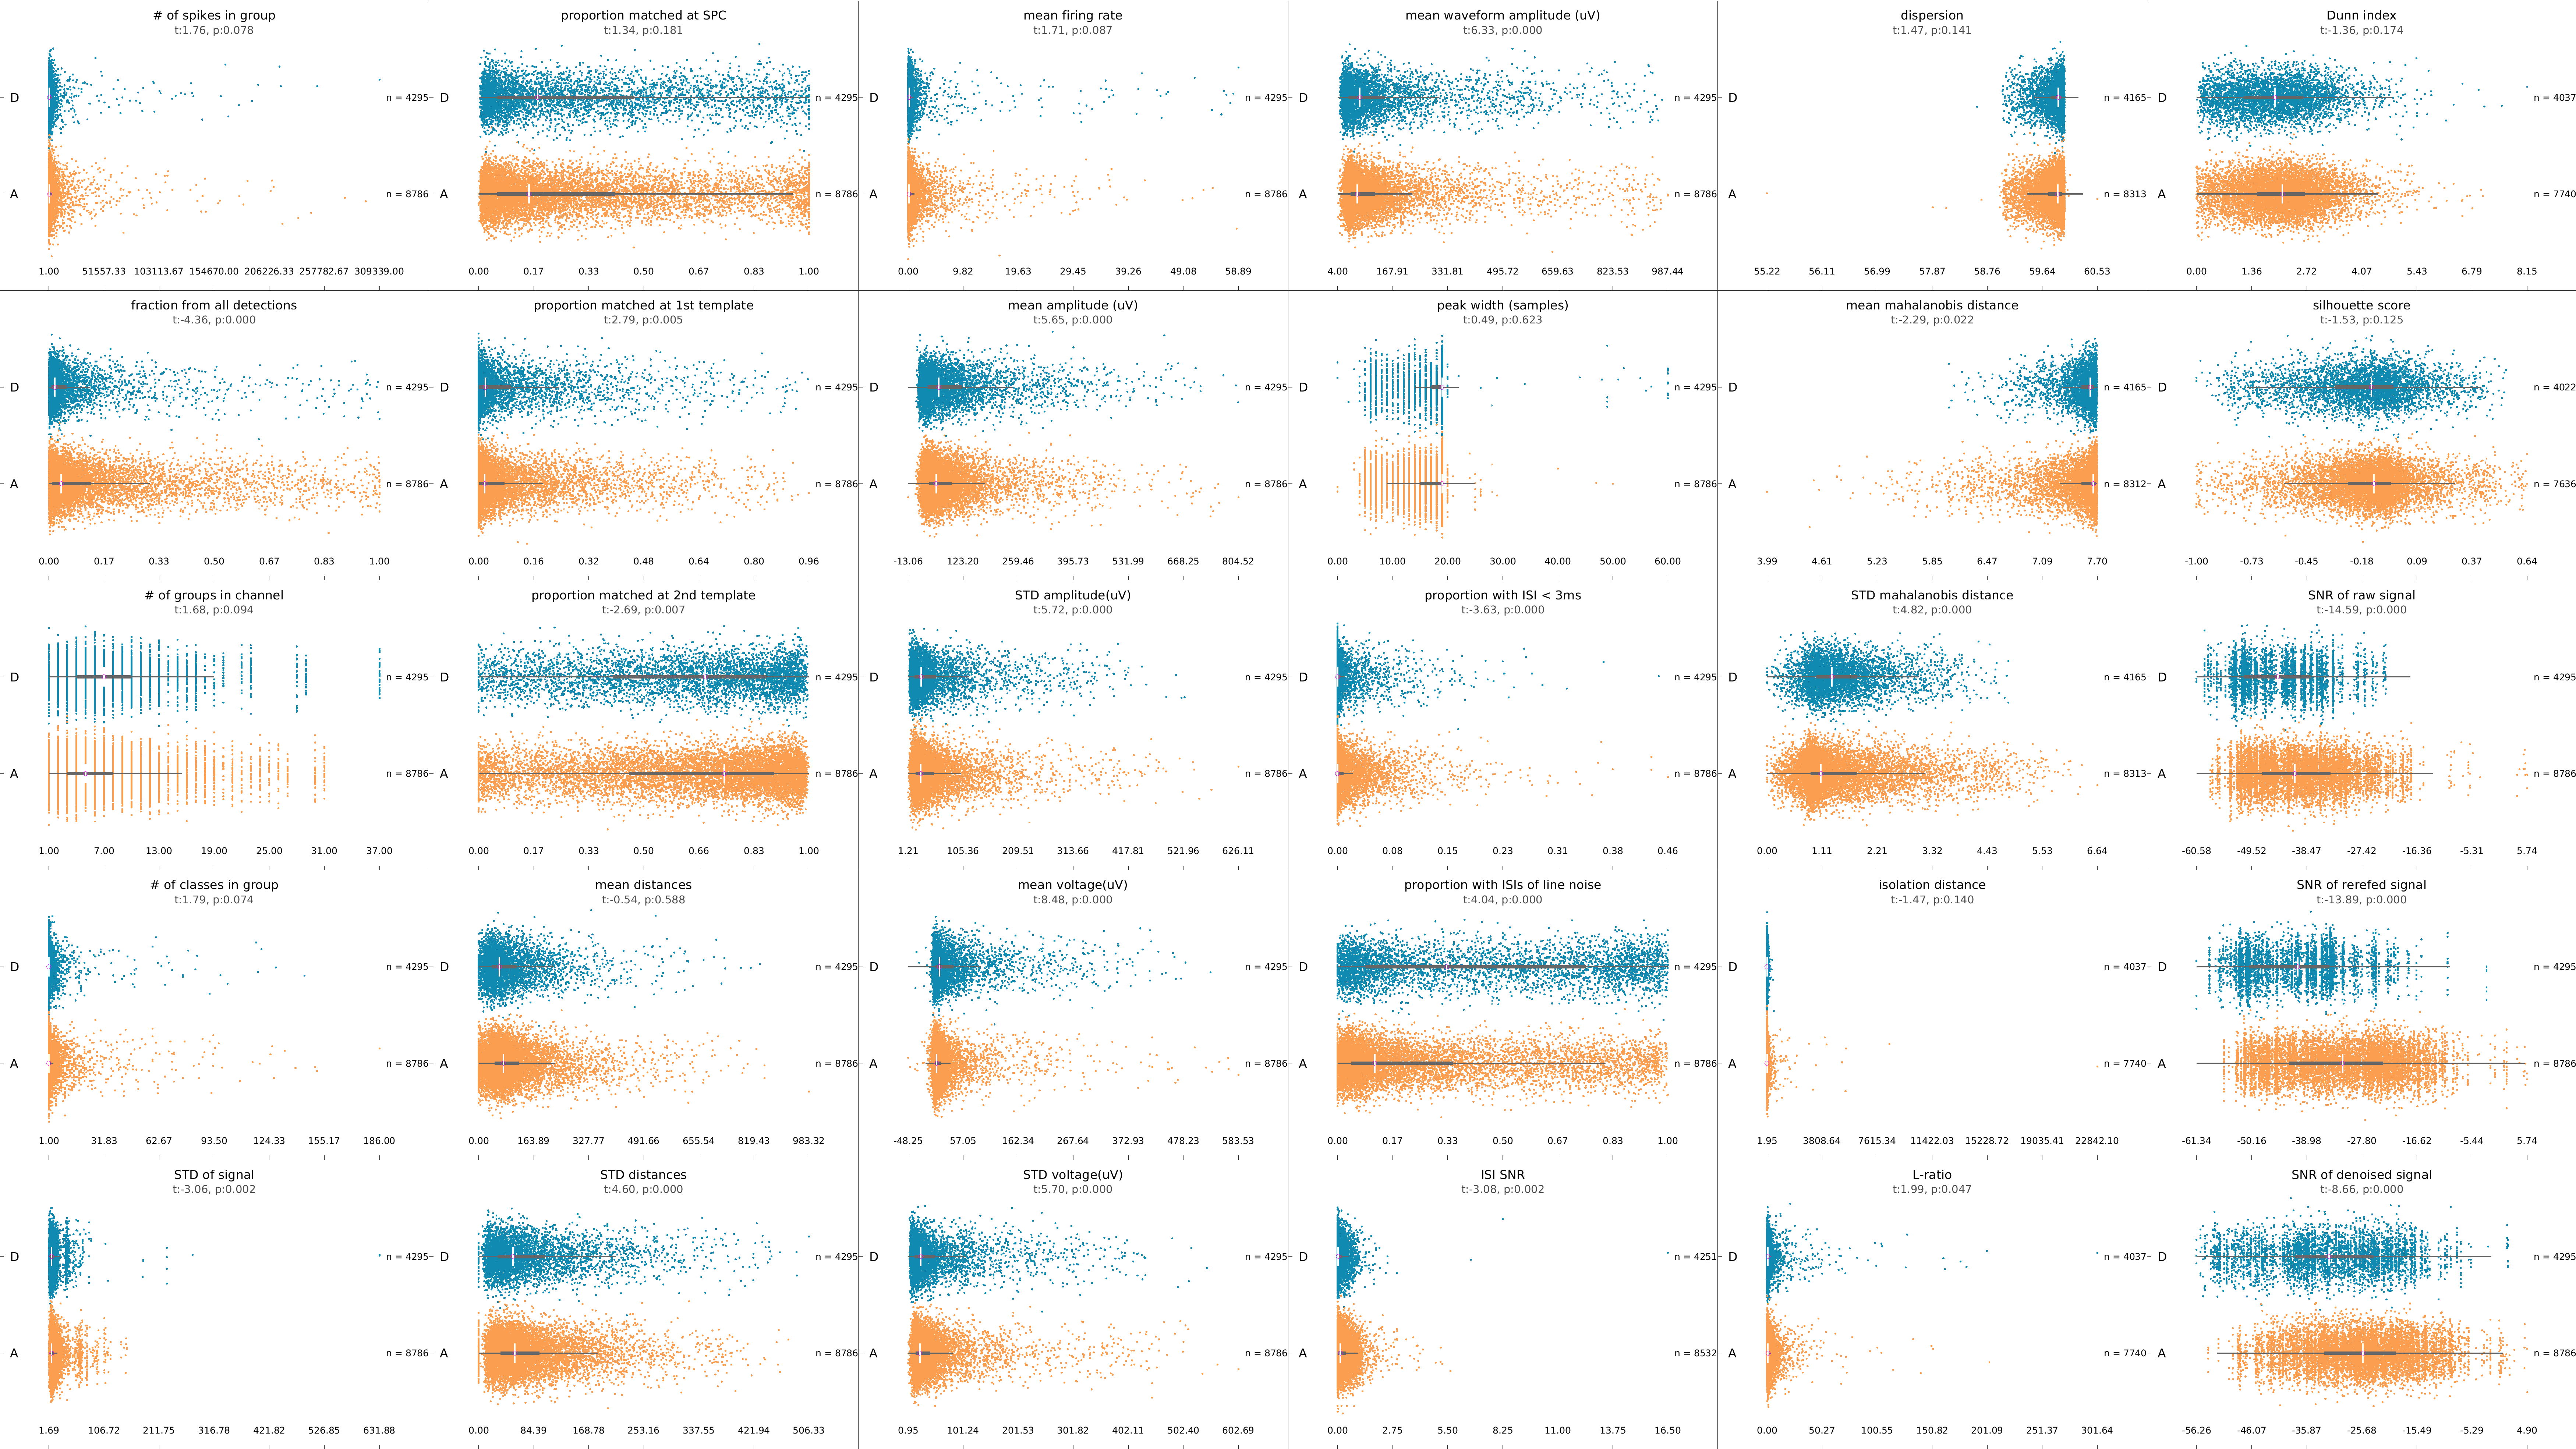 # of spikes in group
t:1.76, p:0.078
D
n = 4295
A
n = 8786
1.00 51557.33 103113.67 154670.00 206226.33 257782.67 309339.00
proportion matched at SPC
t:1.34, p:0.181
D
n = 4295
A
n = 8786
0.00 0.17 0.33 0.50 0.67 0.83 1.00
mean firing rate
t:1.71, p:0.087
D
n = 4295
A
n = 8786
0.00 9.82 19.63 29.45 39.26 49.08 58.89
mean waveform amplitude (uV)
t:6.33, p:0.000
D
n = 4295
A
n = 8786
4.00 167.91 331.81 495.72 659.63 823.53 987.44
dispersion
t:1.47, p:0.141
D
n = 4165
A
n = 8313
55.22 56.11 56.99 57.87 58.76 59.64 60.53
Dunn index
t:-1.36, p:0.174
D
n = 4037
A
n = 7740
0.00 1.36 2.72 4.07 5.43 6.79 8.15
fraction from all detections
t:-4.36, p:0.000
D
n = 4295
A
n = 8786
0.00 0.17 0.33 0.50 0.67 0.83 1.00
proportion matched at 1st template
t:2.79, p:0.005
D
n = 4295
A
n = 8786
0.00 0.16 0.32 0.48 0.64 0.80 0.96
mean amplitude (uV)
t:5.65, p:0.000
D
n = 4295
A
n = 8786
-13.06 123.20 259.46 395.73 531.99 668.25 804.52
peak width (samples)
t:0.49, p:0.623
D
n = 4295
A
n = 8786
0.00 10.00 20.00 30.00 40.00 50.00 60.00
mean mahalanobis distance
t:-2.29, p:0.022
D
n = 4165
A
n = 8312
3.99 4.61 5.23 5.85 6.47 7.09 7.70
silhouette score
t:-1.53, p:0.125
D
n = 4022
A
n = 7636
-1.00 -0.73 -0.45 -0.18 0.09 0.37 0.64
# of groups in channel
t:1.68, p:0.094
D
n = 4295
A
n = 8786
1.00 7.00 13.00 19.00 25.00 31.00 37.00
proportion matched at 2nd template
t:-2.69, p:0.007
D
n = 4295
A
n = 8786
0.00 0.17 0.33 0.50 0.66 0.83 1.00
STD amplitude(uV)
t:5.72, p:0.000
D
n = 4295
A
n = 8786
1.21 105.36 209.51 313.66 417.81 521.96 626.11
proportion with ISI < 3ms
t:-3.63, p:0.000
D
n = 4295
A
n = 8786
0.00 0.08 0.15 0.23 0.31 0.38 0.46
STD mahalanobis distance
t:4.82, p:0.000
D
n = 4165
A
n = 8313
0.00 1.11 2.21 3.32 4.43 5.53 6.64
SNR of raw signal
t:-14.59, p:0.000
D
n = 4295
A
n = 8786
-60.58 -49.52 -38.47 -27.42 -16.36 -5.31 5.74
# of classes in group
t:1.79, p:0.074
D
n = 4295
A
n = 8786
1.00 31.83 62.67 93.50 124.33 155.17 186.00
mean distances
t:-0.54, p:0.588
D
n = 4295
A
n = 8786
0.00 163.89 327.77 491.66 655.54 819.43 983.32
mean voltage(uV)
t:8.48, p:0.000
D
n = 4295
A
n = 8786
-48.25 57.05 162.34 267.64 372.93 478.23 583.53
proportion with ISIs of line noise
t:4.04, p:0.000
D
n = 4295
A
n = 8786
0.00 0.17 0.33 0.50 0.67 0.83 1.00
isolation distance
t:-1.47, p:0.140
D
n = 4037
A
n = 7740
1.95 3808.64 7615.34 11422.03 15228.72 19035.41 22842.10
SNR of rerefed signal
t:-13.89, p:0.000
D
n = 4295
A
n = 8786
-61.34 -50.16 -38.98 -27.80 -16.62 -5.44 5.74
STD of signal
t:-3.06, p:0.002
D
n = 4295
A
n = 8786
1.69 106.72 211.75 316.78 421.82 526.85 631.88
STD distances
t:4.60, p:0.000
D
n = 4295
A
n = 8786
0.00 84.39 168.78 253.16 337.55 421.94 506.33
STD voltage(uV)
t:5.70, p:0.000
D
n = 4295
A
n = 8786
0.95 101.24 201.53 301.82 402.11 502.40 602.69
ISI SNR
t:-3.08, p:0.002
D
n = 4251
A
n = 8532
0.00 2.75 5.50 8.25 11.00 13.75 16.50
L-ratio
t:1.99, p:0.047
D
n = 4037
A
n = 7740
0.00 50.27 100.55 150.82 201.09 251.37 301.64
SNR of denoised signal
t:-8.66, p:0.000
D
n = 4295
A
n = 8786
-56.26 -46.07 -35.87 -25.68 -15.49 -5.29 4.90